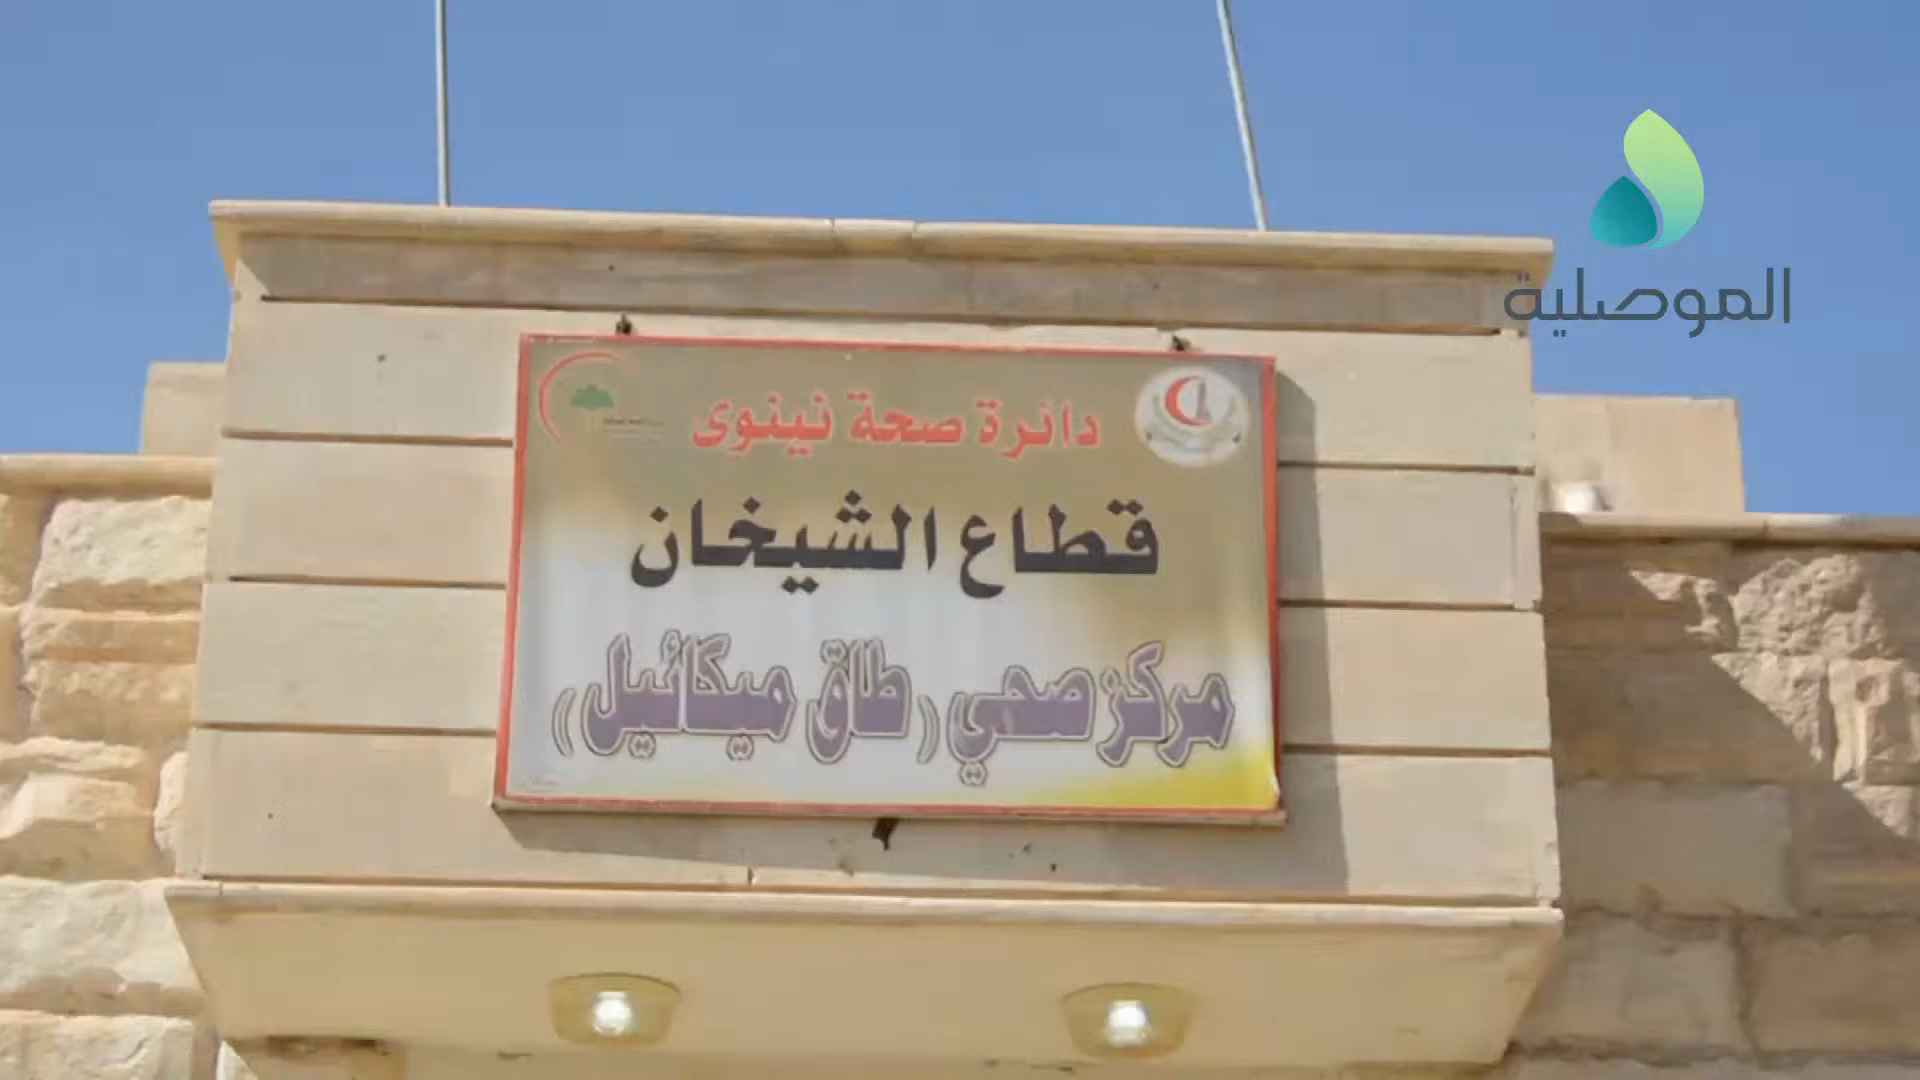 الموصلية
دائرة صحة نينوى
قطاع الشيخان
مركز صحي (طاق ميكائيل)